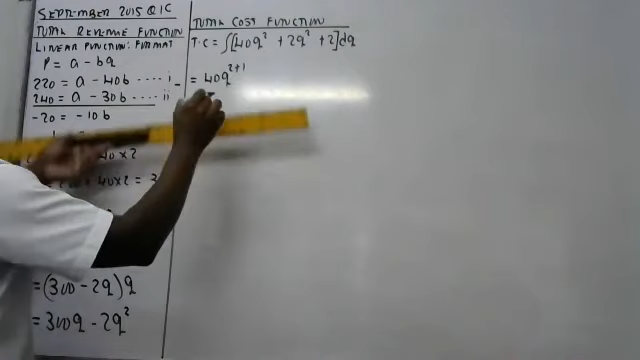 SEPTEMBER 2015 Q1C
TOTAL REVENUE FUNCTION
LINEAR FUNCTION: FORMAT
P = a - bq
220 = a - 40b ···· i
240 = a - 30b ···· ii
-20 = -10b
40×2
40×2 = 3
= (300 - 2q)q
= 300q - 2q²
TOTAL COST FUNCTION
T.C = ∫[40q² + 2q² + 2]dq
= 40q²⁺¹